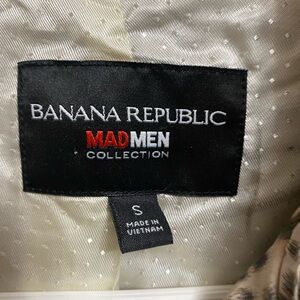 BANANA REPUBLIC
MADMEN
COLLECTION
S
MADE IN
VIETNAM